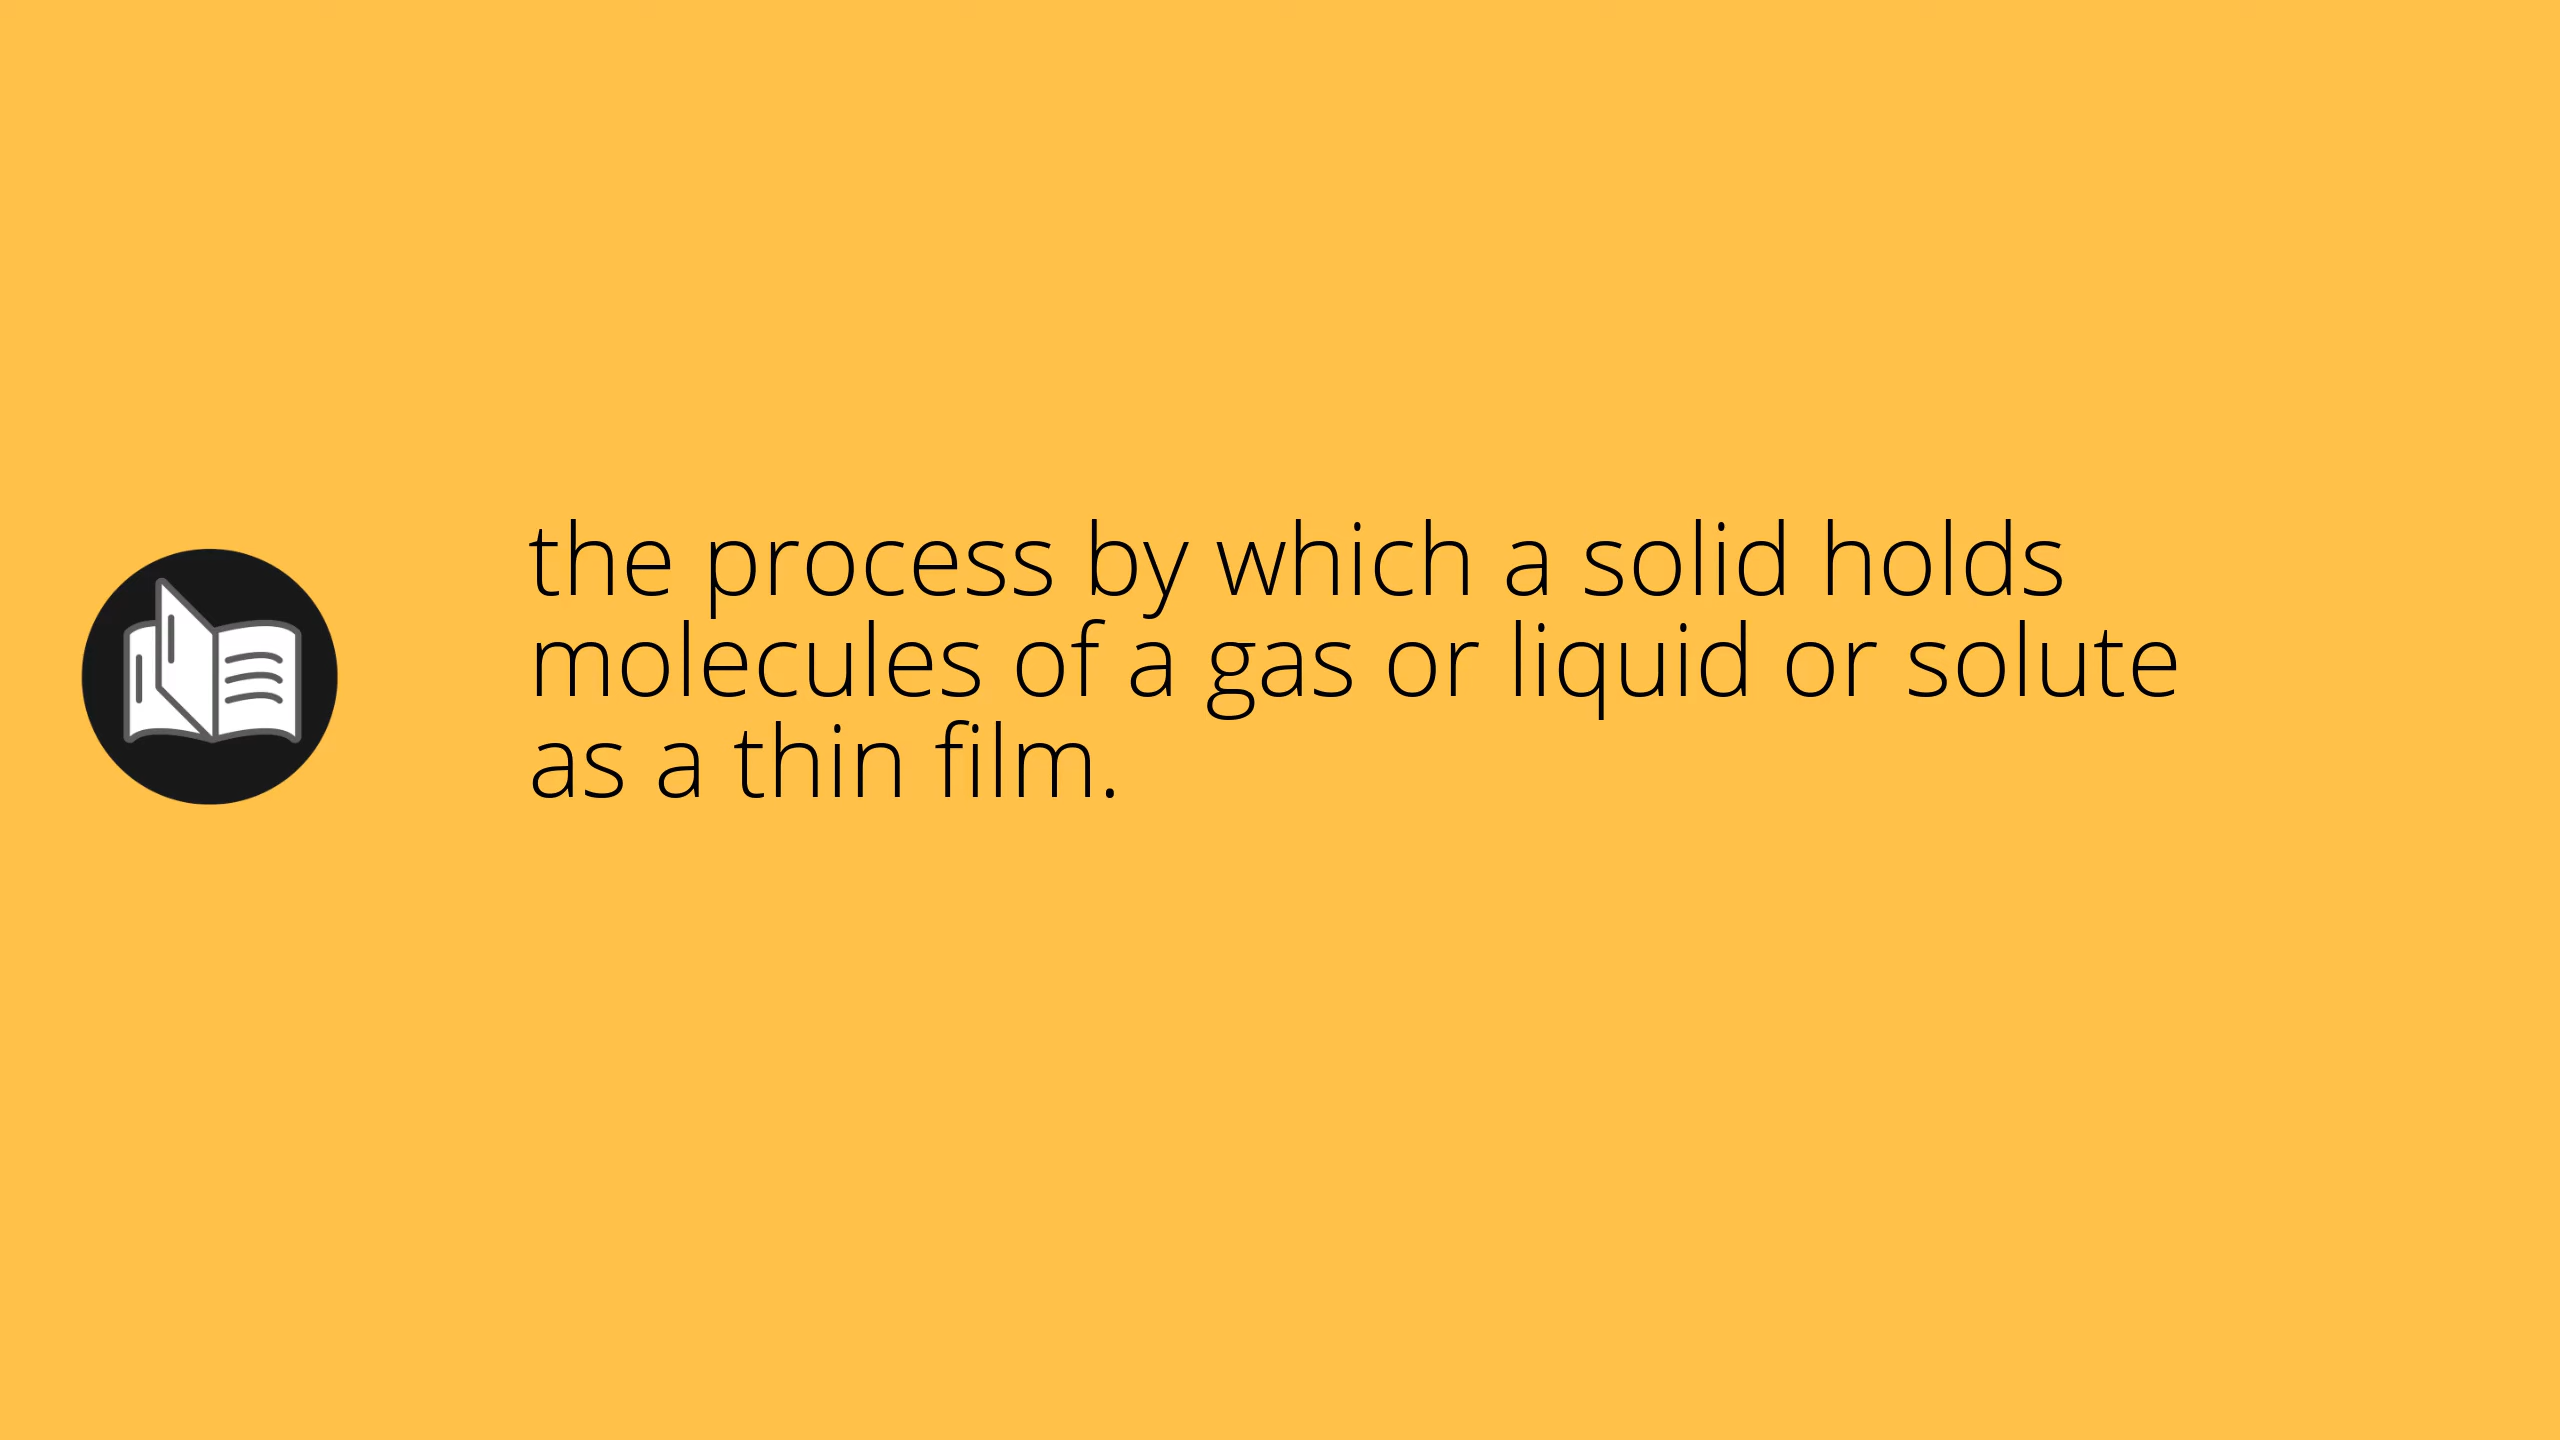 the process by which a solid holds
molecules of a gas or liquid or solute
as a thin film.